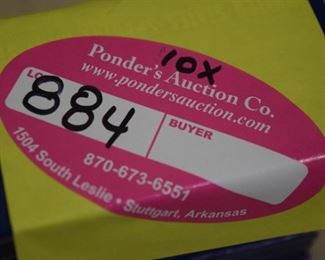 10X
Ponder's Auction Co.
www.pondersauction.com
884
BUYER
870-673-6551
1504 South Leslie • Stuttgart, Arkansas